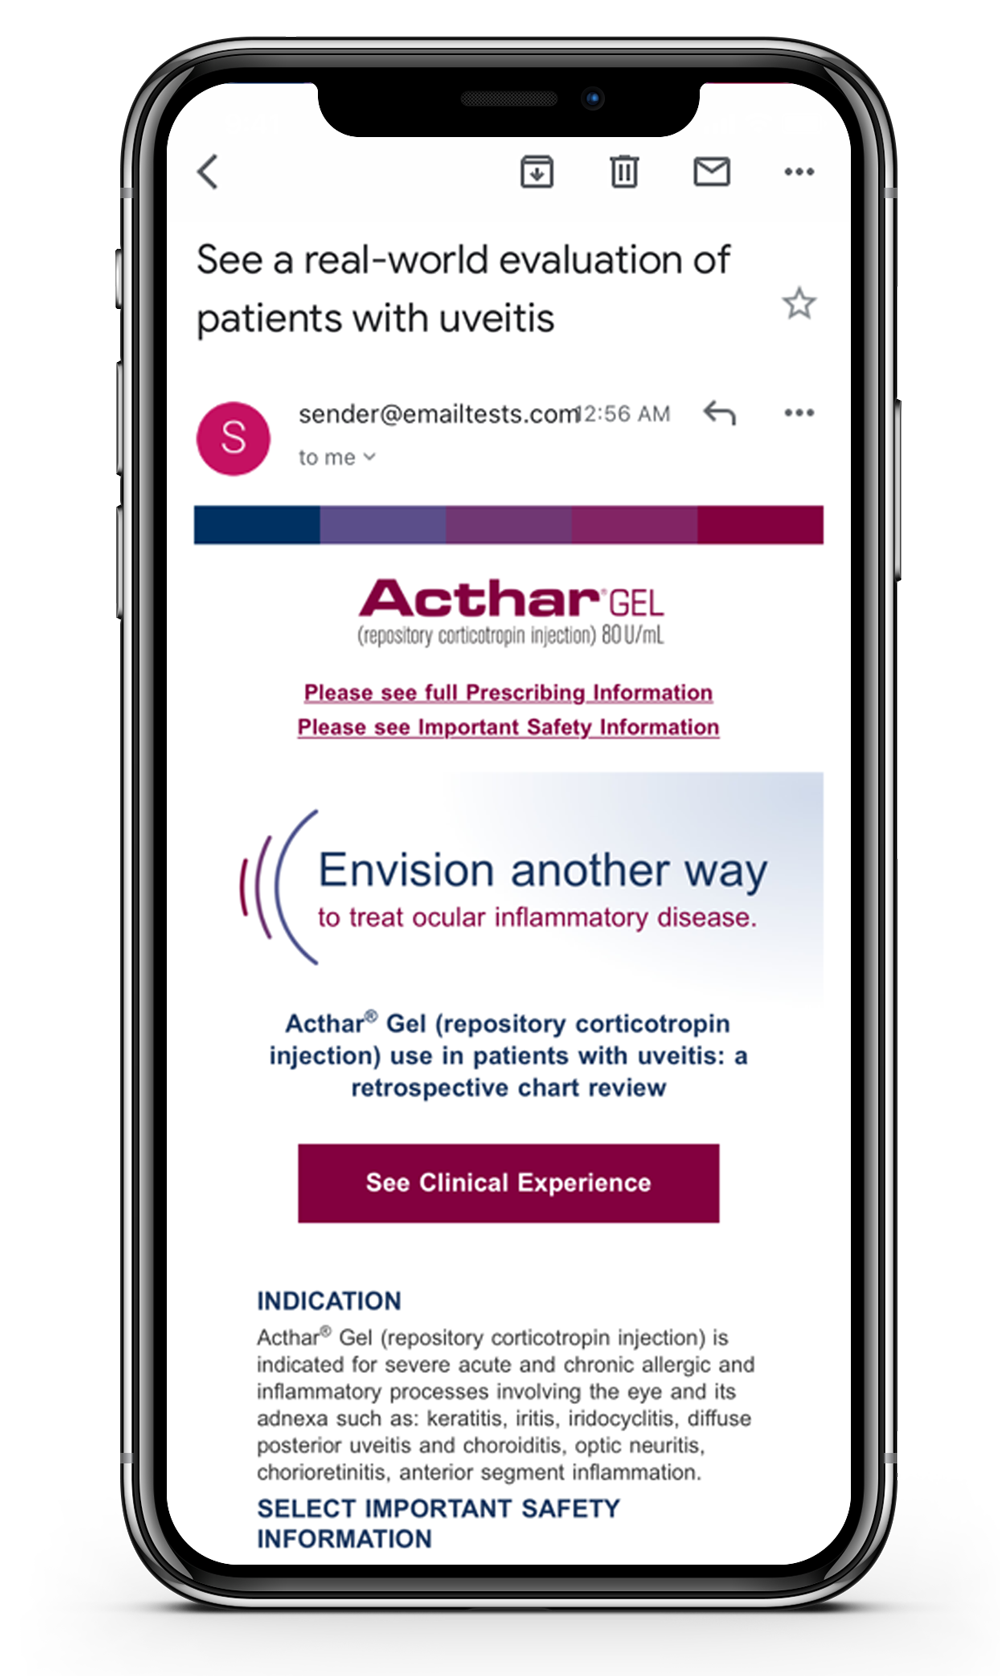 See a real-world evaluation of
patients with uveitis
S
sender@emailtests.com 12:56 AM
to me
Acthar® GEL
(repository corticotropin injection) 80 U/mL
Please see full Prescribing Information
Please see Important Safety Information
Envision another way
to treat ocular inflammatory disease.
Acthar® Gel (repository corticotropin
injection) use in patients with uveitis: a
retrospective chart review
See Clinical Experience
INDICATION
Acthar® Gel (repository corticotropin injection) is
indicated for severe acute and chronic allergic and
inflammatory processes involving the eye and its
adnexa such as: keratitis, iritis, iridocyclitis, diffuse
posterior uveitis and choroiditis, optic neuritis,
chorioretinitis, anterior segment inflammation.
SELECT IMPORTANT SAFETY
INFORMATION